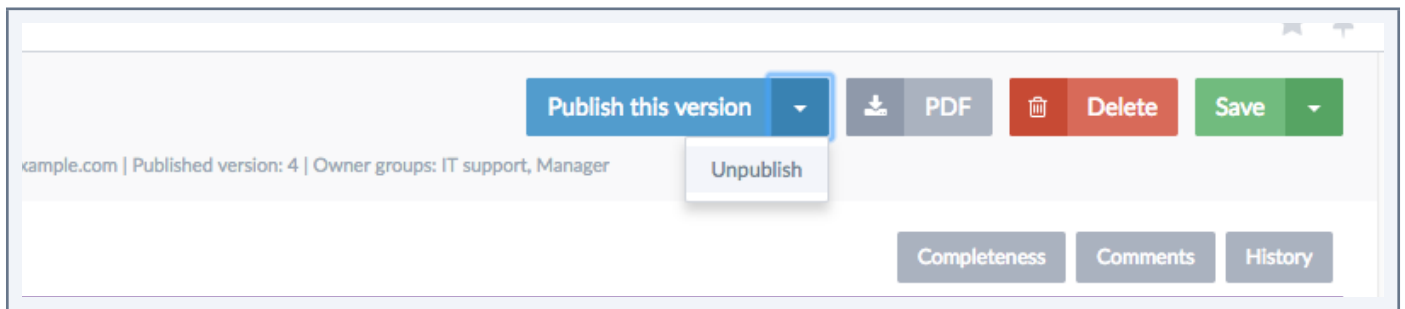 Publish this version PDF Delete Save
xample.com | Published version: 4 | Owner groups: IT support, Manager
Unpublish
Completeness Comments History